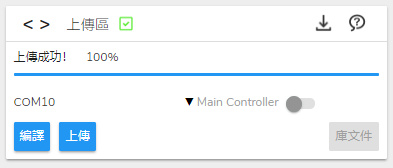 < > 上傳區
上傳成功! 100%
COM10 ▼ Main Controller
編譯 上傳 庫文件